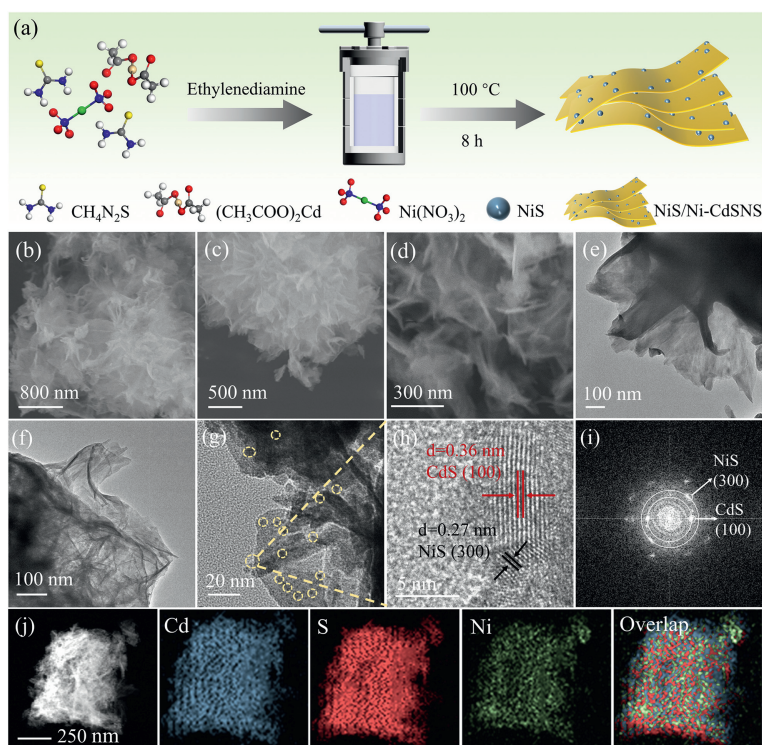 (a)
Ethylenediamine
100 °C
8 h
CH₄N₂S
(CH₃COO)₂Cd
Ni(NO₃)₂
NiS
NiS/Ni-CdSNS
(b)
800 nm
(c)
500 nm
(d)
300 nm
(e)
100 nm
(f)
100 nm
(g)
20 nm
(h)
d=0.36 nm
CdS (100)
d=0.27 nm
NiS (300)
5 nm
(i)
NiS
(300)
CdS
(100)
(j)
250 nm
Cd
S
Ni
Overlap